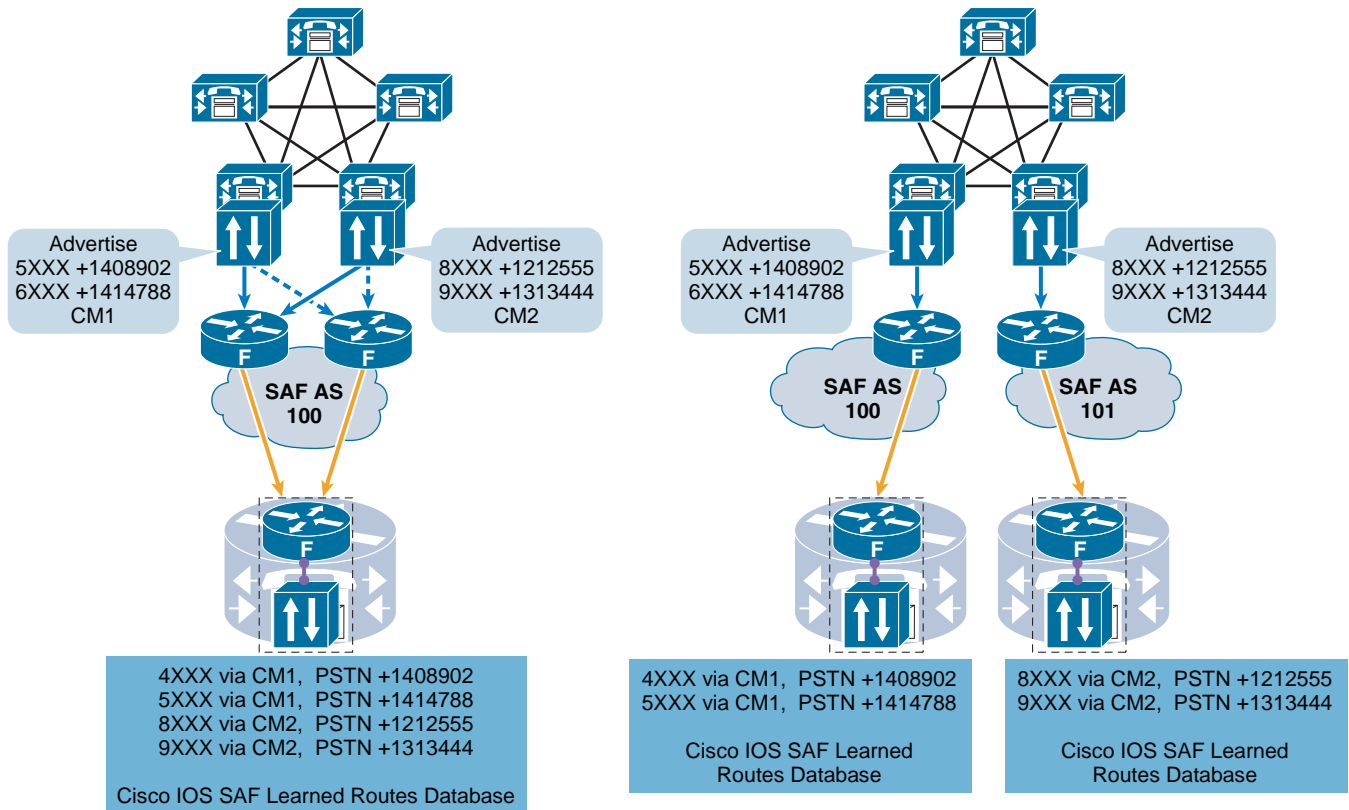 Advertise
5XXX +1408902
6XXX +1414788
CM1
Advertise
8XXX +1212555
9XXX +1313444
CM2
F
F
SAF AS
100
F
4XXX via CM1, PSTN +1408902
5XXX via CM1, PSTN +1414788
8XXX via CM2, PSTN +1212555
9XXX via CM2, PSTN +1313444
Cisco IOS SAF Learned Routes Database
Advertise
5XXX +1408902
6XXX +1414788
CM1
Advertise
8XXX +1212555
9XXX +1313444
CM2
F
F
SAF AS
100
SAF AS
101
F
F
4XXX via CM1, PSTN +1408902
5XXX via CM1, PSTN +1414788
Cisco IOS SAF Learned
Routes Database
8XXX via CM2, PSTN +1212555
9XXX via CM2, PSTN +1313444
Cisco IOS SAF Learned
Routes Database